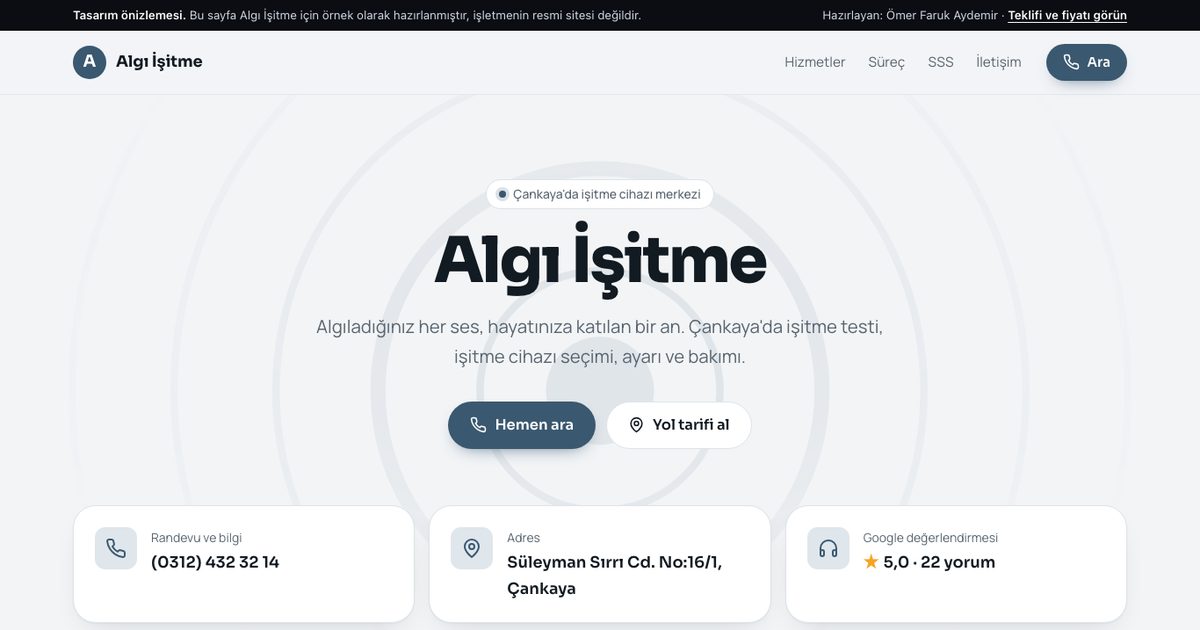 Tasarım önizlemesi. Bu sayfa Algı İşitme için örnek olarak hazırlanmıştır, işletmenin resmi sitesi değildir.
Hazırlayan: Ömer Faruk Aydemir · Teklifi ve fiyatı görün
A Algı İşitme
Hizmetler Süreç SSS İletişim Ara
Çankaya'da işitme cihazı merkezi
Algı İşitme
Algıladığınız her ses, hayatınıza katılan bir an. Çankaya'da işitme testi,
işitme cihazı seçimi, ayarı ve bakımı.
Hemen ara Yol tarifi al
Randevu ve bilgi
(0312) 432 32 14
Adres
Süleyman Sırrı Cd. No:16/1,
Çankaya
Google değerlendirmesi
★ 5,0 · 22 yorum